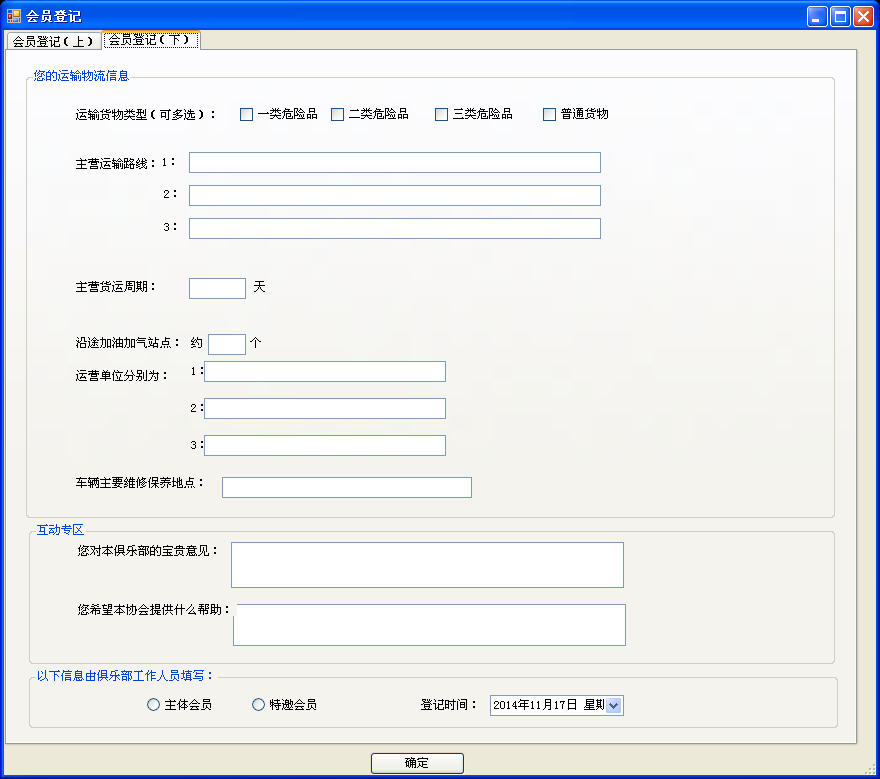 会员登记
会员登记(上) 会员登记(下)
您的运输物流信息
运输货物类型(可多选): 一类危险品 二类危险品 三类危险品 普通货物
主营运输路线:1:
2:
3:
主营货运周期: 天
沿途加油加气站点: 约 个
运营单位分别为: 1:
2:
3:
车辆主要维修保养地点:
互动专区
您对本俱乐部的宝贵意见:
您希望本协会提供什么帮助:
以下信息由俱乐部工作人员填写:
主体会员 特邀会员 登记时间: 2014年11月17日 星期
确定